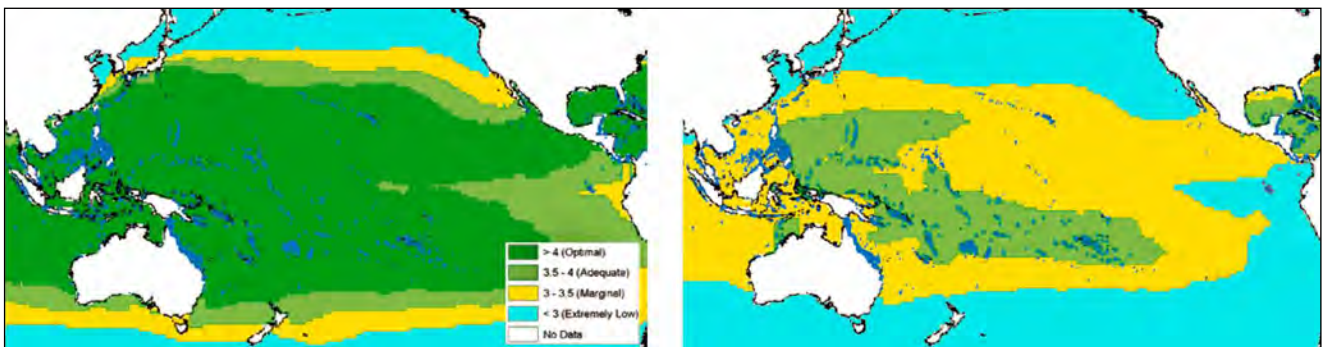 > 4 (Optimal)
3.5 - 4 (Adequate)
3 - 3.5 (Marginal)
< 3 (Extremely Low)
No Data